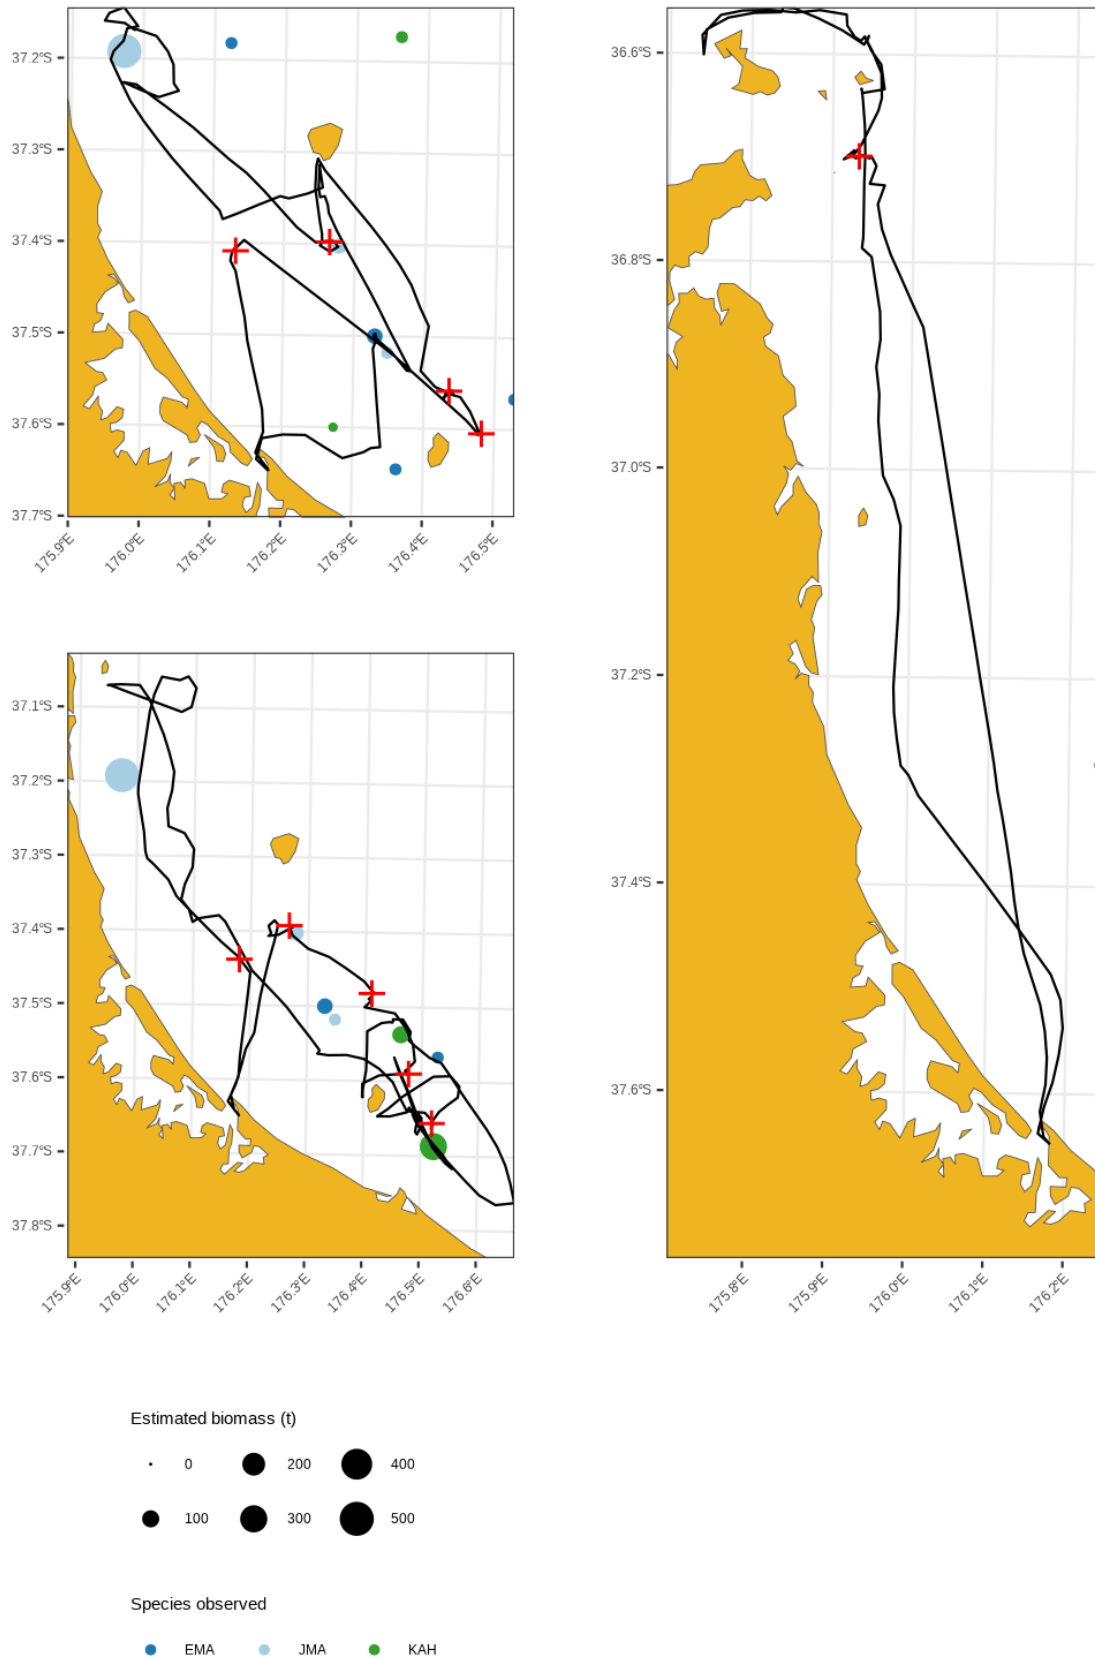 37.2°S
37.3°S
37.4°S
37.5°S
37.6°S
37.7°S
175.9°E
176.0°E
176.1°E
176.2°E
176.3°E
176.4°E
176.5°E
37.1°S
37.2°S
37.3°S
37.4°S
37.5°S
37.6°S
37.7°S
37.8°S
175.9°E
176.0°E
176.1°E
176.2°E
176.3°E
176.4°E
176.5°E
176.6°E
36.6°S
36.8°S
37.0°S
37.2°S
37.4°S
37.6°S
175.8°E
175.9°E
176.0°E
176.1°E
176.2°E
Estimated biomass (t)
0 200 400
100 300 500
Species observed
EMA JMA KAH